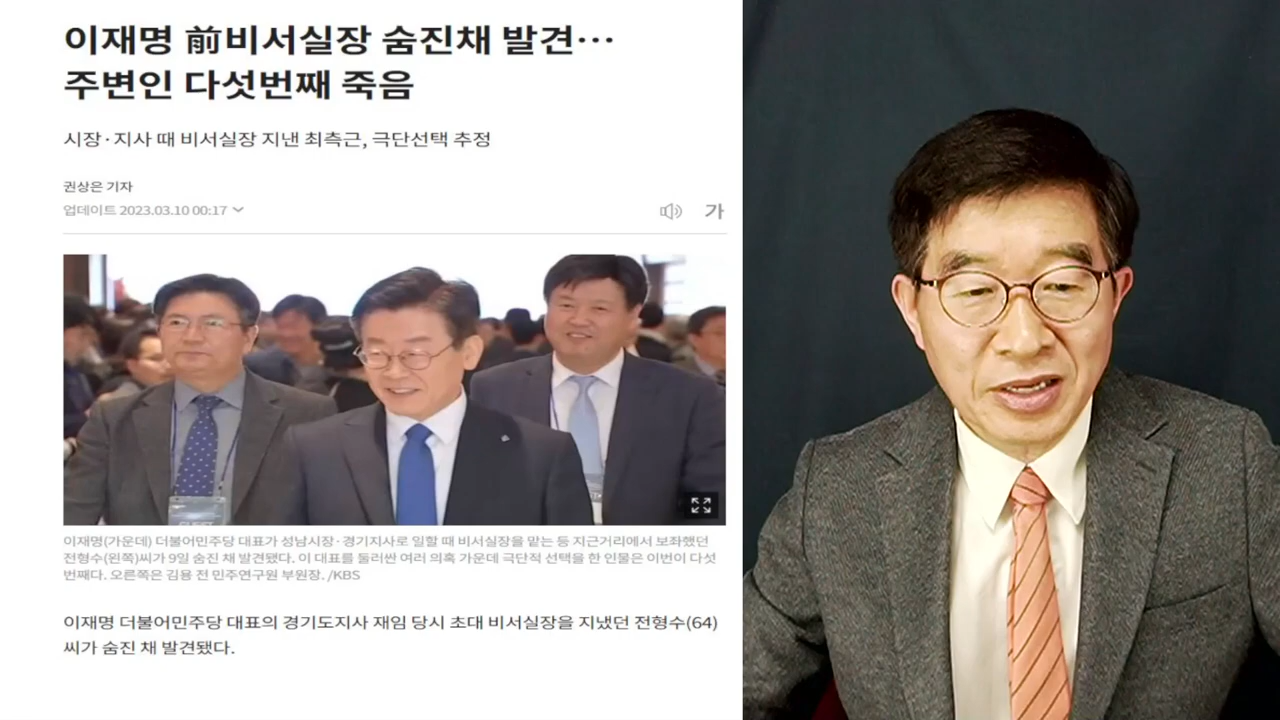 이재명 前비서실장 숨진채 발견…
주변인 다섯번째 죽음
시장·지사 때 비서실장 지낸 최측근, 극단선택 추정
권상은 기자
업데이트 2023.03.10 00:17
가
이재명(가운데) 더불어민주당 대표가 성남시장·경기지사로 일할 때 비서실장을 맡는 등 지근거리에서 보좌했던
전형수(왼쪽)씨가 9일 숨진 채 발견됐다. 이 대표를 둘러싼 여러 의혹 가운데 극단적 선택을 한 인물은 이번이 다섯
번째다. 오른쪽은 김용 전 민주연구원 부원장. /KBS
이재명 더불어민주당 대표의 경기도지사 재임 당시 초대 비서실장을 지냈던 전형수(64)
씨가 숨진 채 발견됐다.